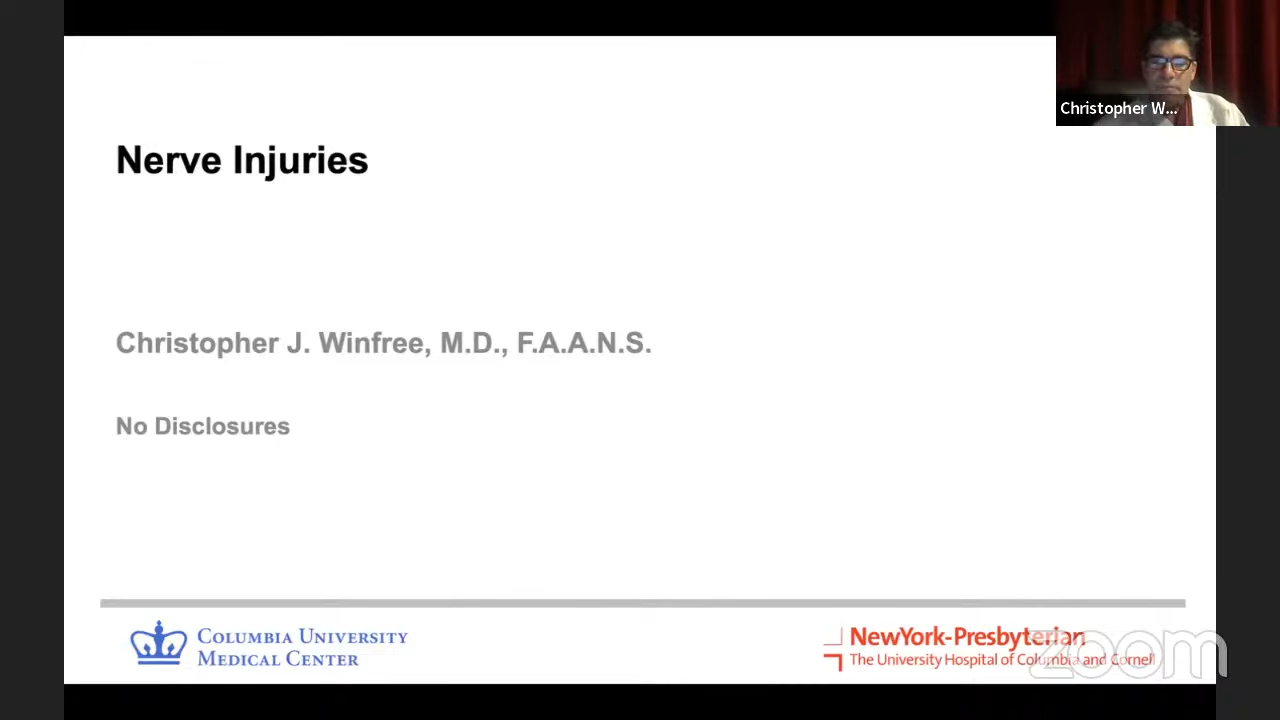 Christopher W...
Nerve Injuries
Christopher J. Winfree, M.D., F.A.A.N.S.
No Disclosures
COLUMBIA UNIVERSITY
MEDICAL CENTER
NewYork-Presbyterian
The University Hospital of Columbia and Cornell
zoom